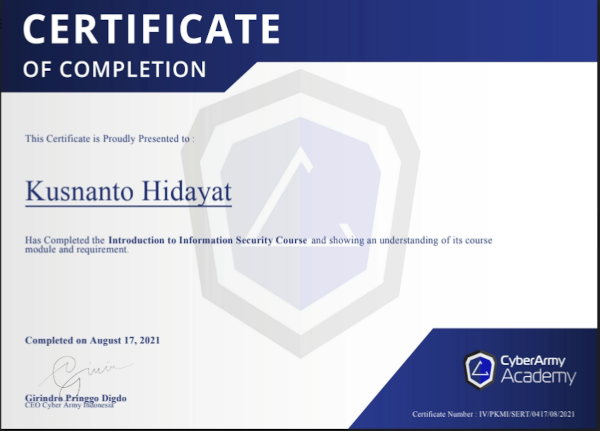 CERTIFICATE
OF COMPLETION
This Certificate is Proudly Presented to :
Kusnanto Hidayat
Has Completed the Introduction to Information Security Course and showing an understanding of its course
module and requirement.
Completed on August 17, 2021
Girindro Pringgo Digdo
CEO Cyber Army Indonesia
CyberArmy
Academy
Certificate Number : IV/PKMI/SERT/0417/08/2021